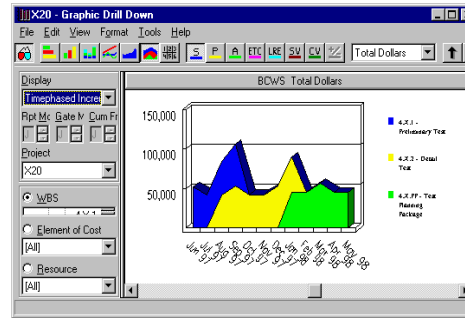 X20 - Graphic Drill Down
File Edit View Format Tools Help
S P A ETC LRE SV CV +/- Total Dollars
Display
Timephased Incre
Rpt Mc Gate M Cum Fr
Project
X20
WBS
4.X.1
Element of Cost
[All]
Resource
[All]
BCWS Total Dollars
150,000
100,000
50,000
Jun 97
Jul 97
Aug 97
Sep 97
Oct 97
Nov 97
Dec 97
Jan 98
Feb 98
Mar 98
Apr 98
May 98
4.X.1 -
Preliminary Test
4.X.2 - Detail
Test
4.X.PP - Test
Planning
Package